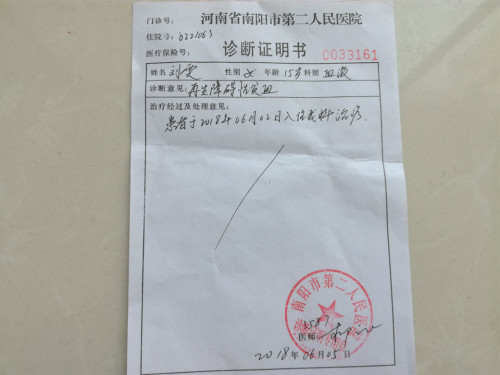 门诊号: 河南省南阳市第二人民医院
住院号: 0221063
医疗保险号: 诊断证明书 0033161
姓名 刘雯 性别 女 年龄 15岁 科别 血液
诊断意见: 再生障碍性贫血
治疗经过及处理意见:
患者于2018年06月02日入住我科治疗.
南阳市第二人民医院
医师
2018年06月05日